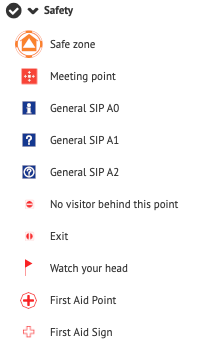 Safety
Safe zone
Meeting point
General SIP A0
General SIP A1
General SIP A2
No visitor behind this point
Exit
Watch your head
First Aid Point
First Aid Sign